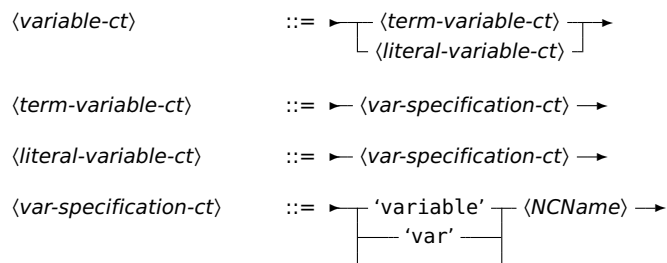 ⟨variable-ct⟩ ::= ⟨term-variable-ct⟩
⟨literal-variable-ct⟩
⟨term-variable-ct⟩ ::= ⟨var-specification-ct⟩
⟨literal-variable-ct⟩ ::= ⟨var-specification-ct⟩
⟨var-specification-ct⟩ ::= ‘variable’ ⟨NCName⟩
‘var’